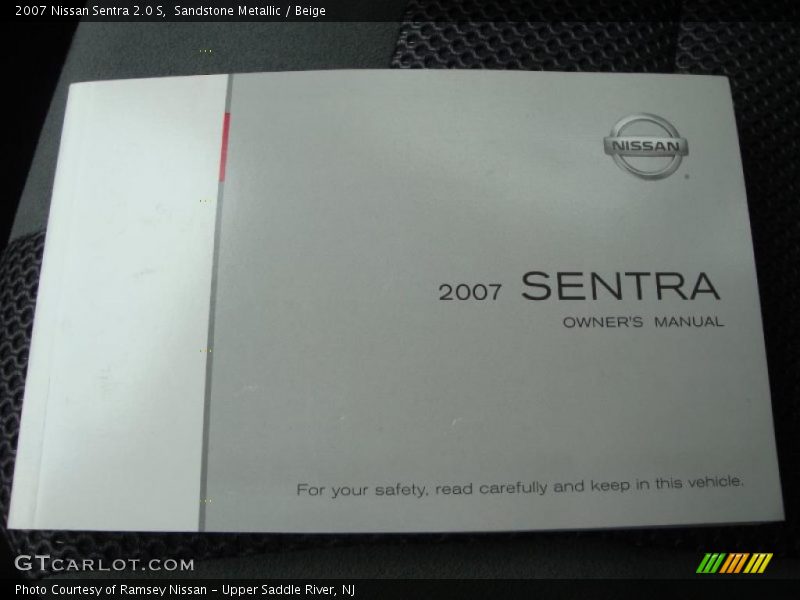 2007 Nissan Sentra 2.0 S, Sandstone Metallic / Beige
NISSAN
2007 SENTRA
OWNER'S MANUAL
For your safety, read carefully and keep in this vehicle.
GTCARLOT.COM
Photo Courtesy of Ramsey Nissan - Upper Saddle River, NJ